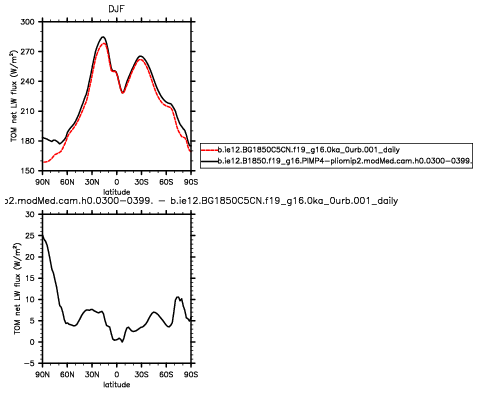 DJF
TOM net LW flux (W/m²)
300
270
240
210
180
150
90N 60N 30N 0 30S 60S 90S
latitude
b.ie12.BG1850C5CN.f19_g16.0ka_0urb.001_daily
b.ie12.B1850.f19_g16.PIMP4-pliomip2.modMed.cam.h0.0300-0399.
p2.modMed.cam.h0.0300-0399. - b.ie12.BG1850C5CN.f19_g16.0ka_0urb.001_daily
TOM net LW flux (W/m²)
30
25
20
15
10
5
0
-5
90N 60N 30N 0 30S 60S 90S
latitude